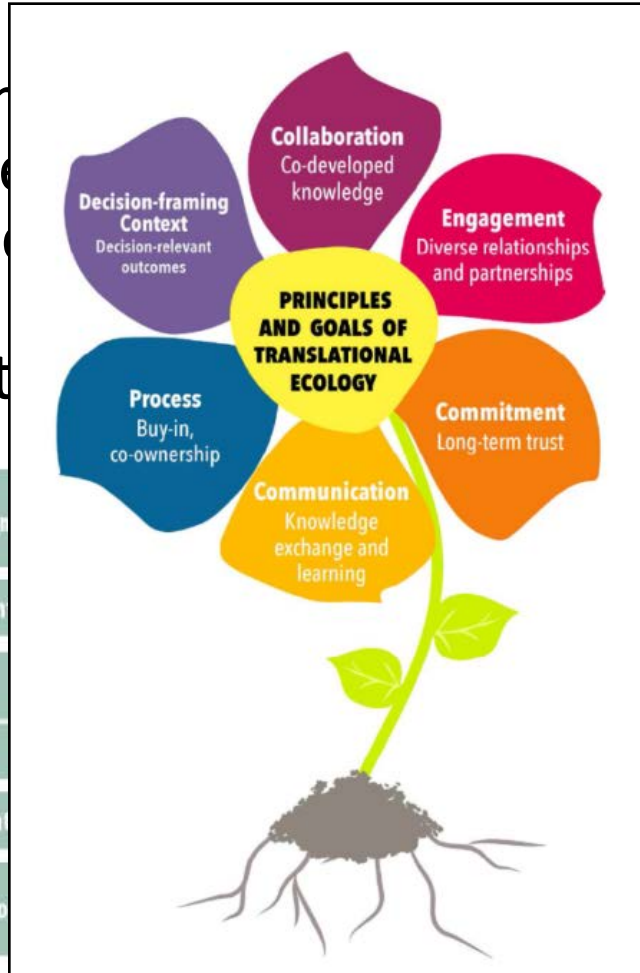 Collaboration
Co-developed
knowledge
Decision-framing
Context
Decision-relevant
outcomes
Engagement
Diverse relationships
and partnerships
PRINCIPLES
AND GOALS OF
TRANSLATIONAL
ECOLOGY
Process
Buy-in,
co-ownership
Commitment
Long-term trust
Communication
Knowledge
exchange and
learning